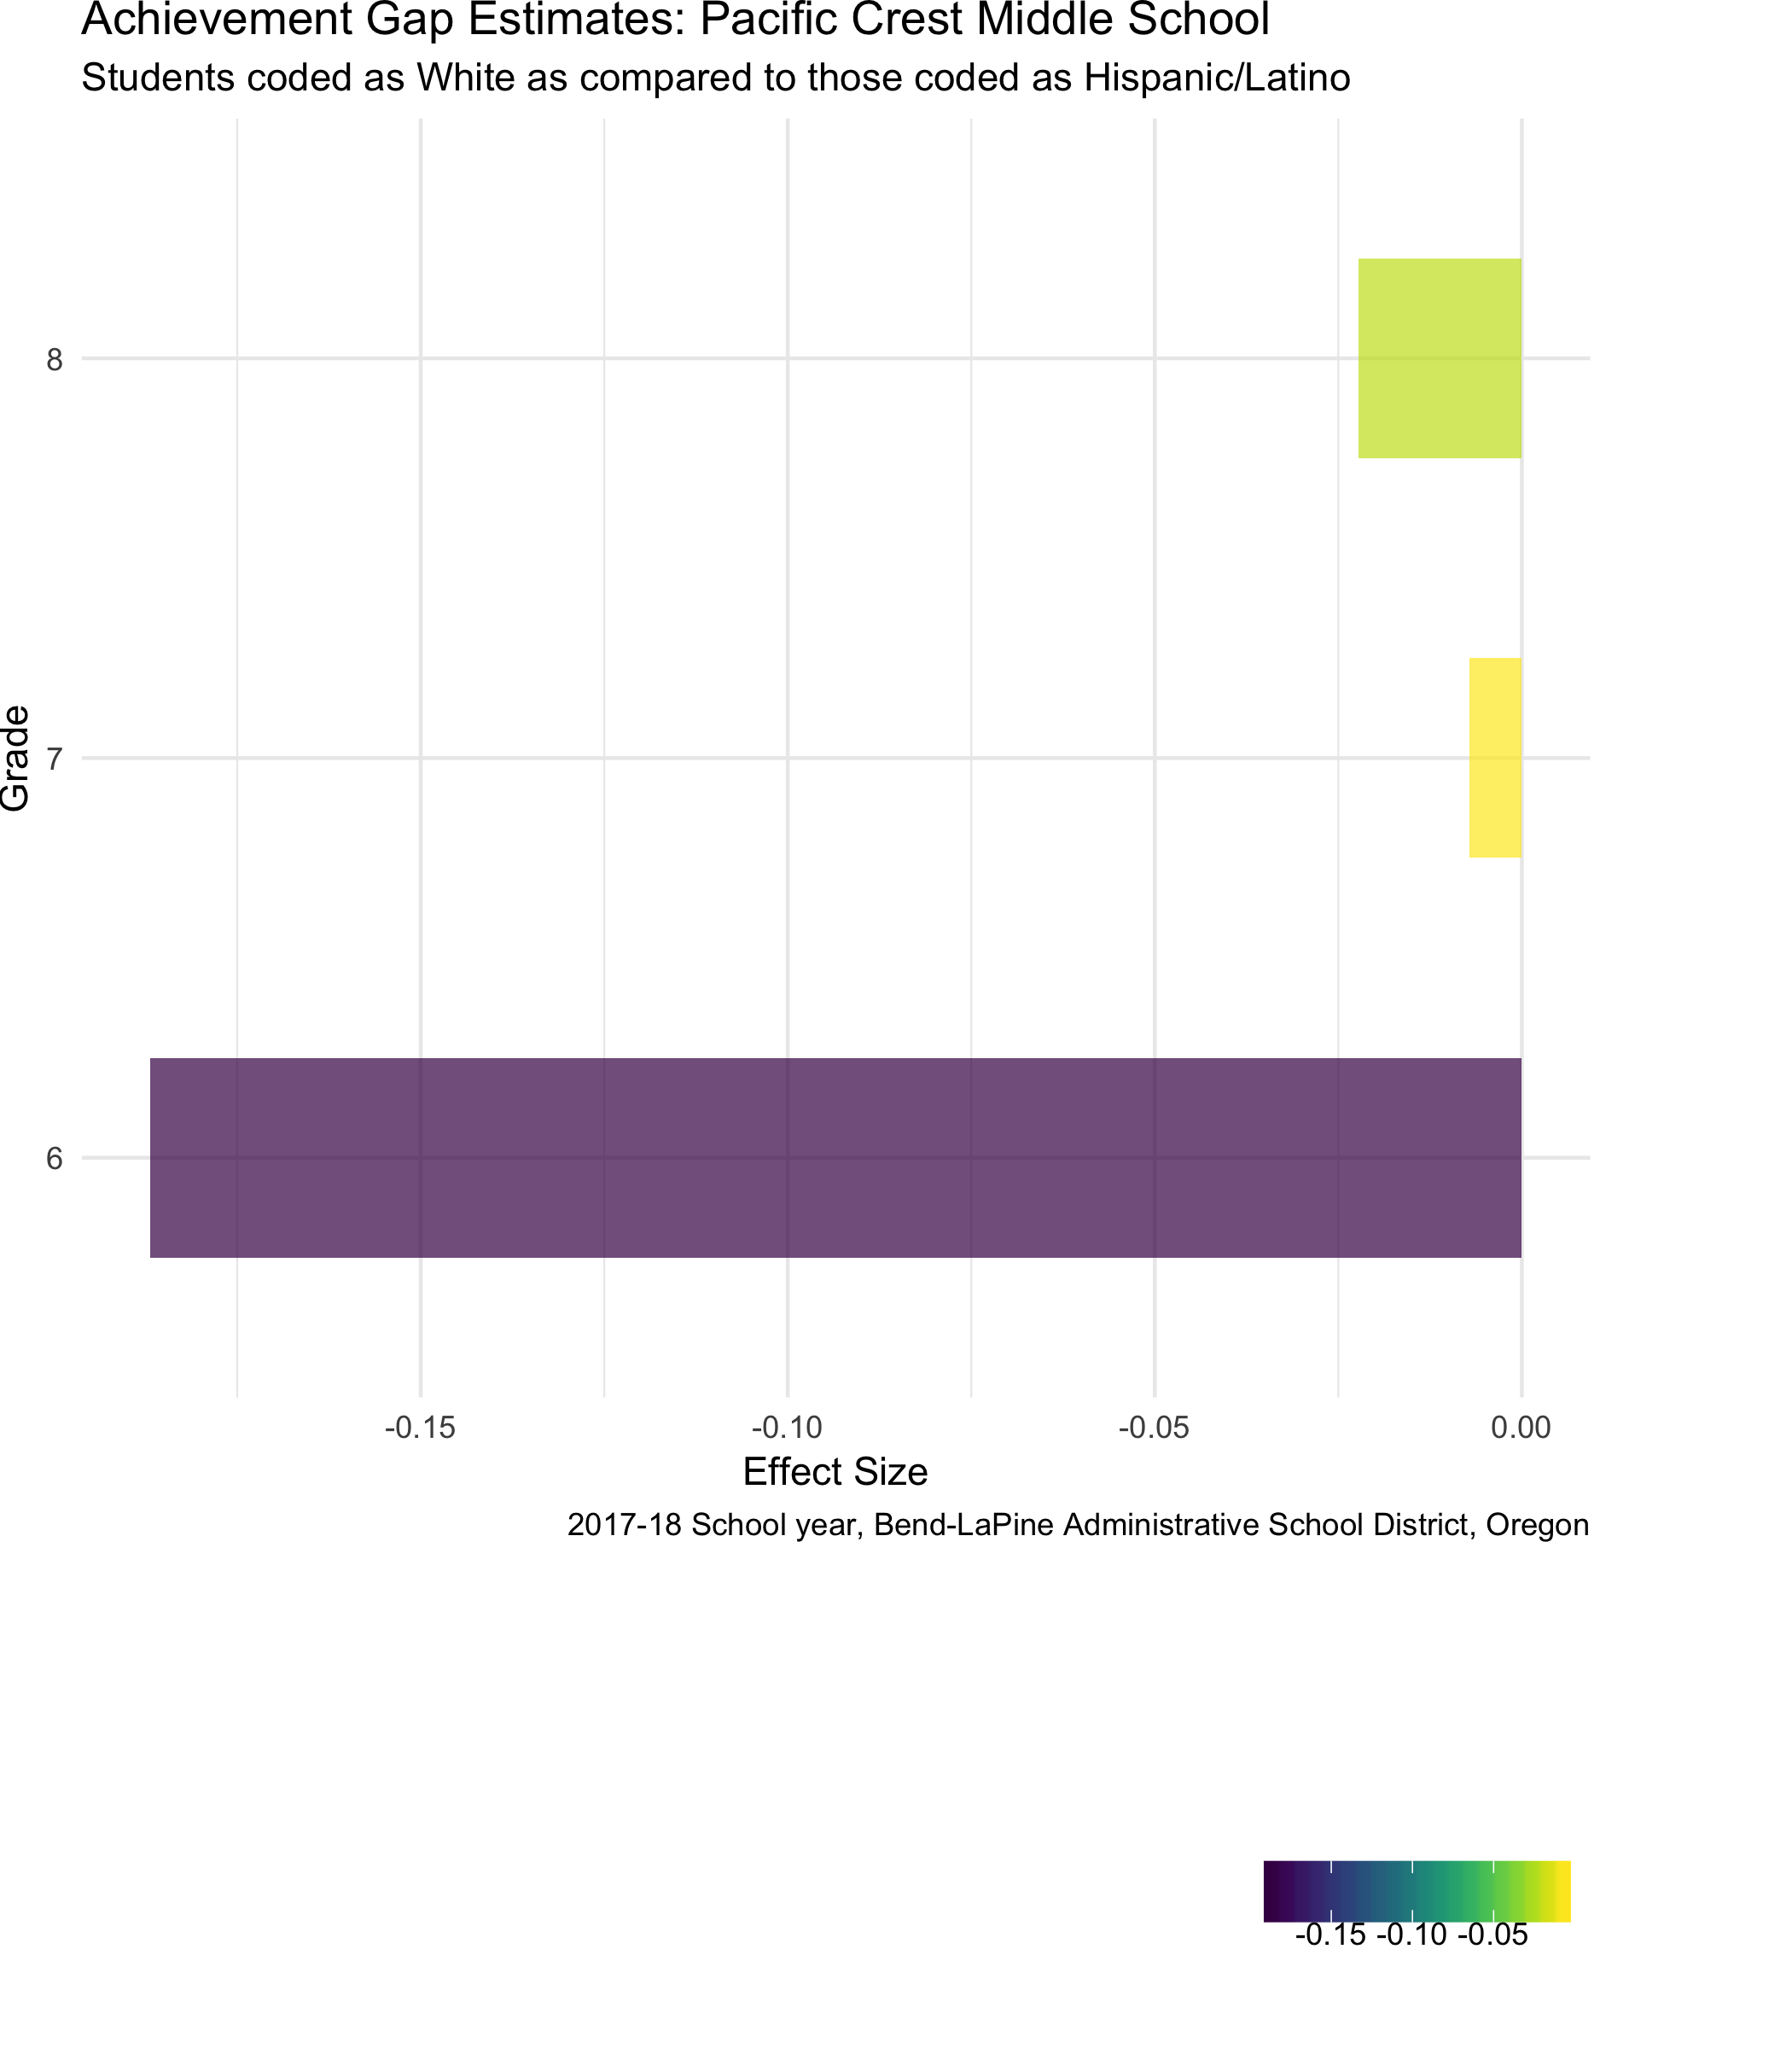 Achievement Gap Estimates: Pacific Crest Middle School
Students coded as White as compared to those coded as Hispanic/Latino
8
7
6
Grade
-0.15 -0.10 -0.05 0.00
Effect Size
2017-18 School year, Bend-LaPine Administrative School District, Oregon
-0.15 -0.10 -0.05